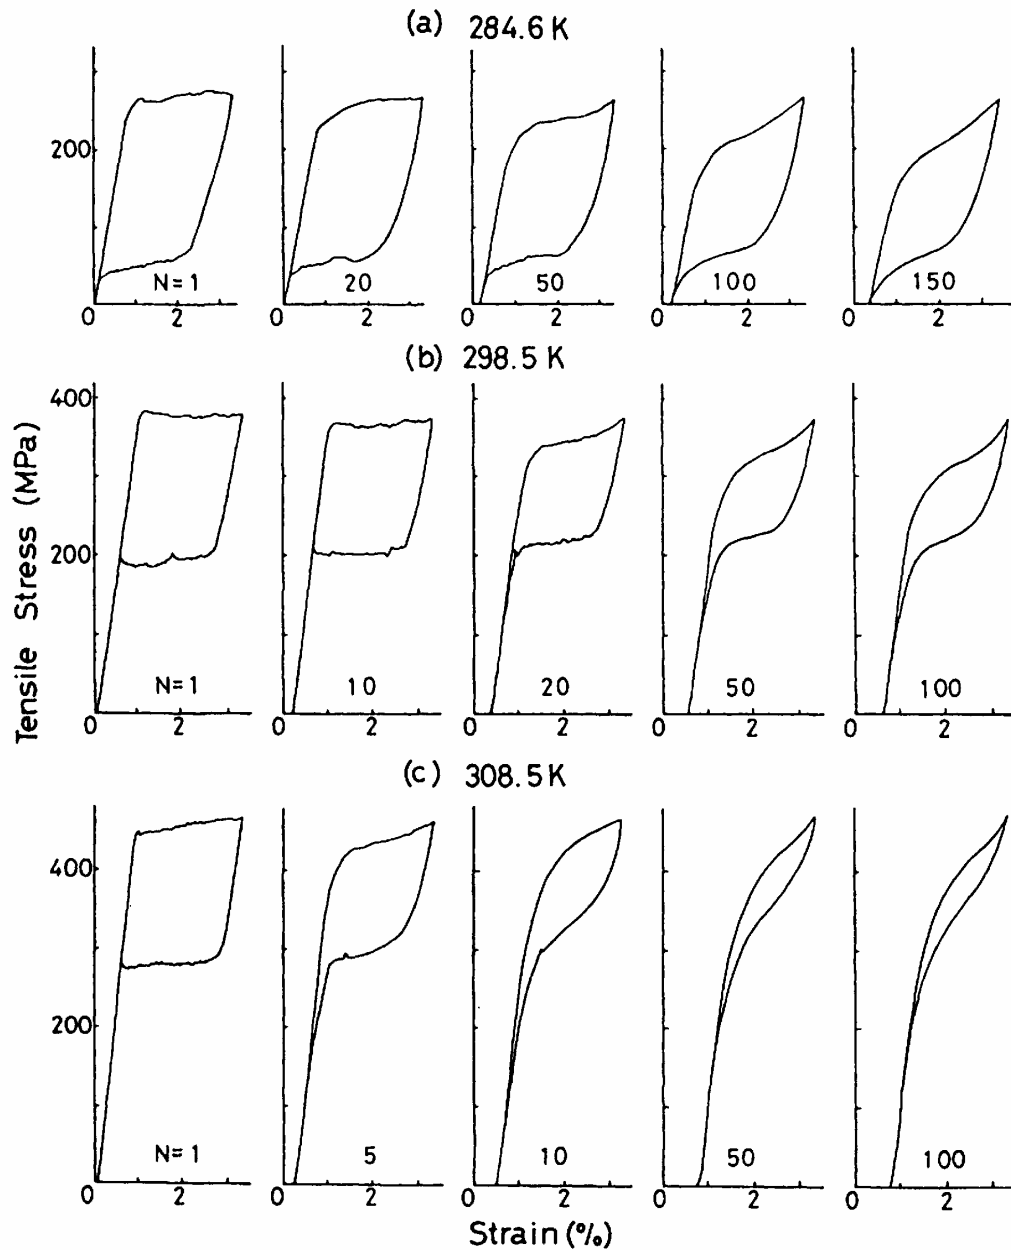 (a) 284.6 K
200
N=1 20 50 100 150
0 2 0 2 0 2 0 2 0 2
(b) 298.5 K
400
200
N=1 10 20 50 100
0 2 0 2 0 2 0 2 0 2
(c) 308.5 K
400
200
N=1 5 10 50 100
0 2 0 2 0 2 0 2 0 2
Tensile Stress (MPa)
Strain (%)